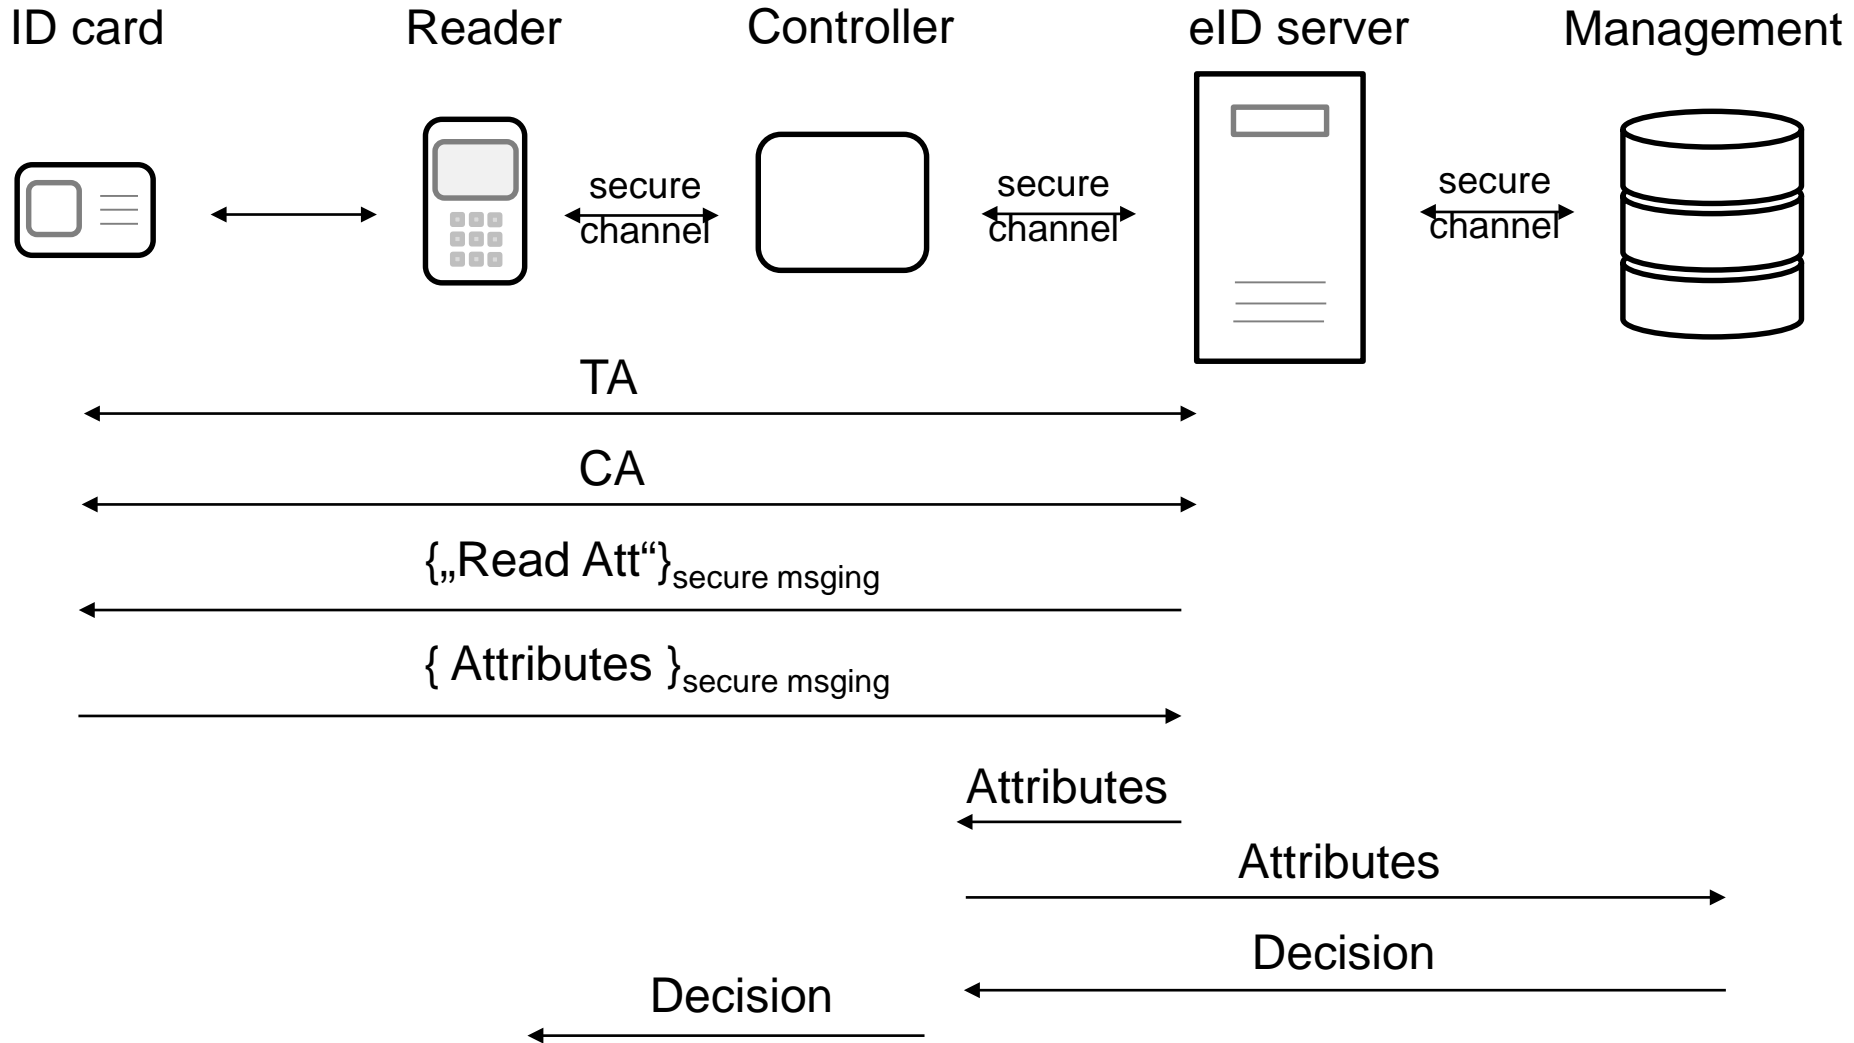 ID card Reader Controller eID server Management
secure
channel
secure
channel
secure
channel
TA
CA
{„Read Att“}secure msging
{ Attributes }secure msging
Attributes
Attributes
Decision
Decision